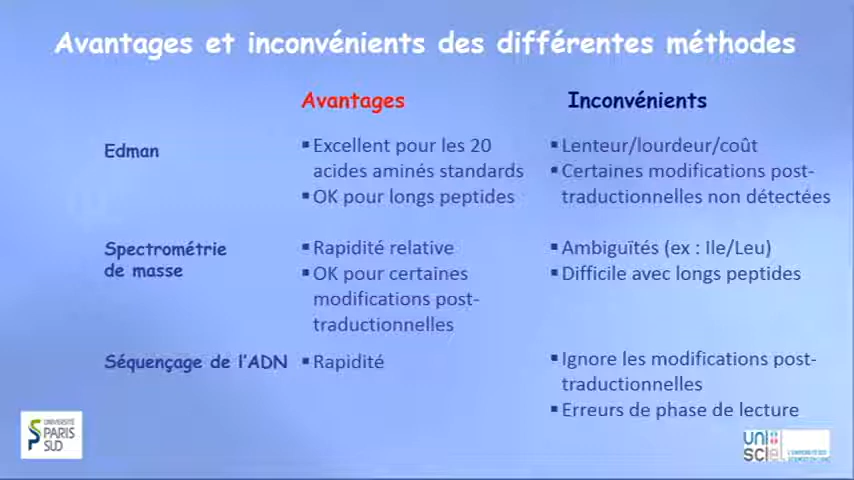 Avantages et inconvénients des différentes méthodes
Avantages
Inconvénients
Edman
▪ Excellent pour les 20
acides aminés standards
▪ OK pour longs peptides
▪ Lenteur/lourdeur/coût
▪ Certaines modifications post-
traductionnelles non détectées
Spectrométrie
de masse
▪ Rapidité relative
▪ OK pour certaines
modifications post-
traductionnelles
▪ Ambiguïtés (ex : Ile/Leu)
▪ Difficile avec longs peptides
Séquençage de l'ADN
▪ Rapidité
▪ Ignore les modifications post-
traductionnelles
▪ Erreurs de phase de lecture
UNIVERSITÉ
PARIS
SUD
uni
sciel